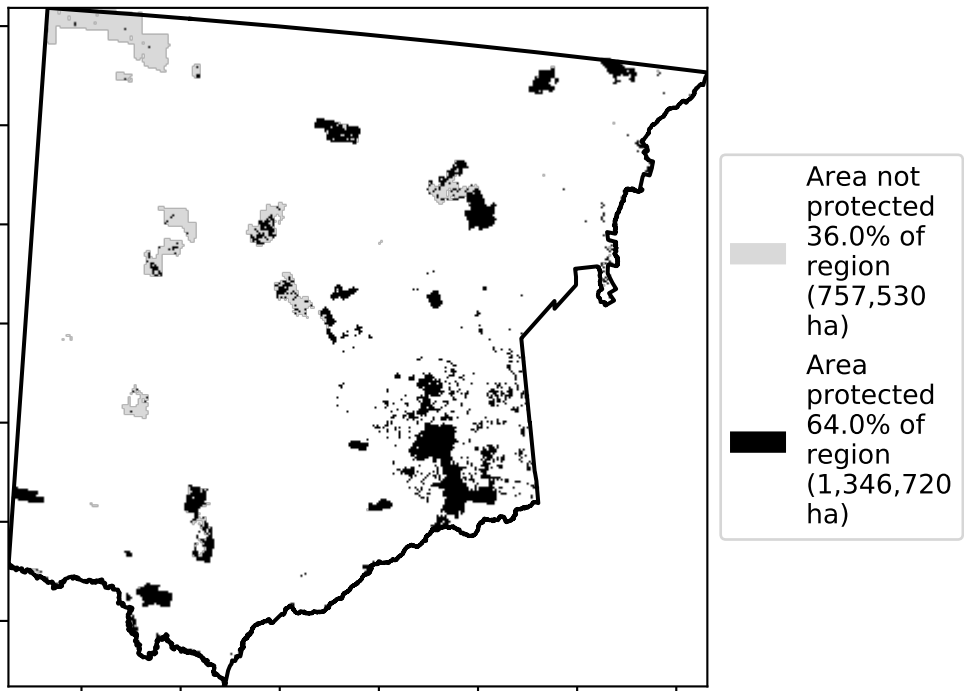 Area not
protected
36.0% of
region
(757,530
ha)
Area
protected
64.0% of
region
(1,346,720
ha)